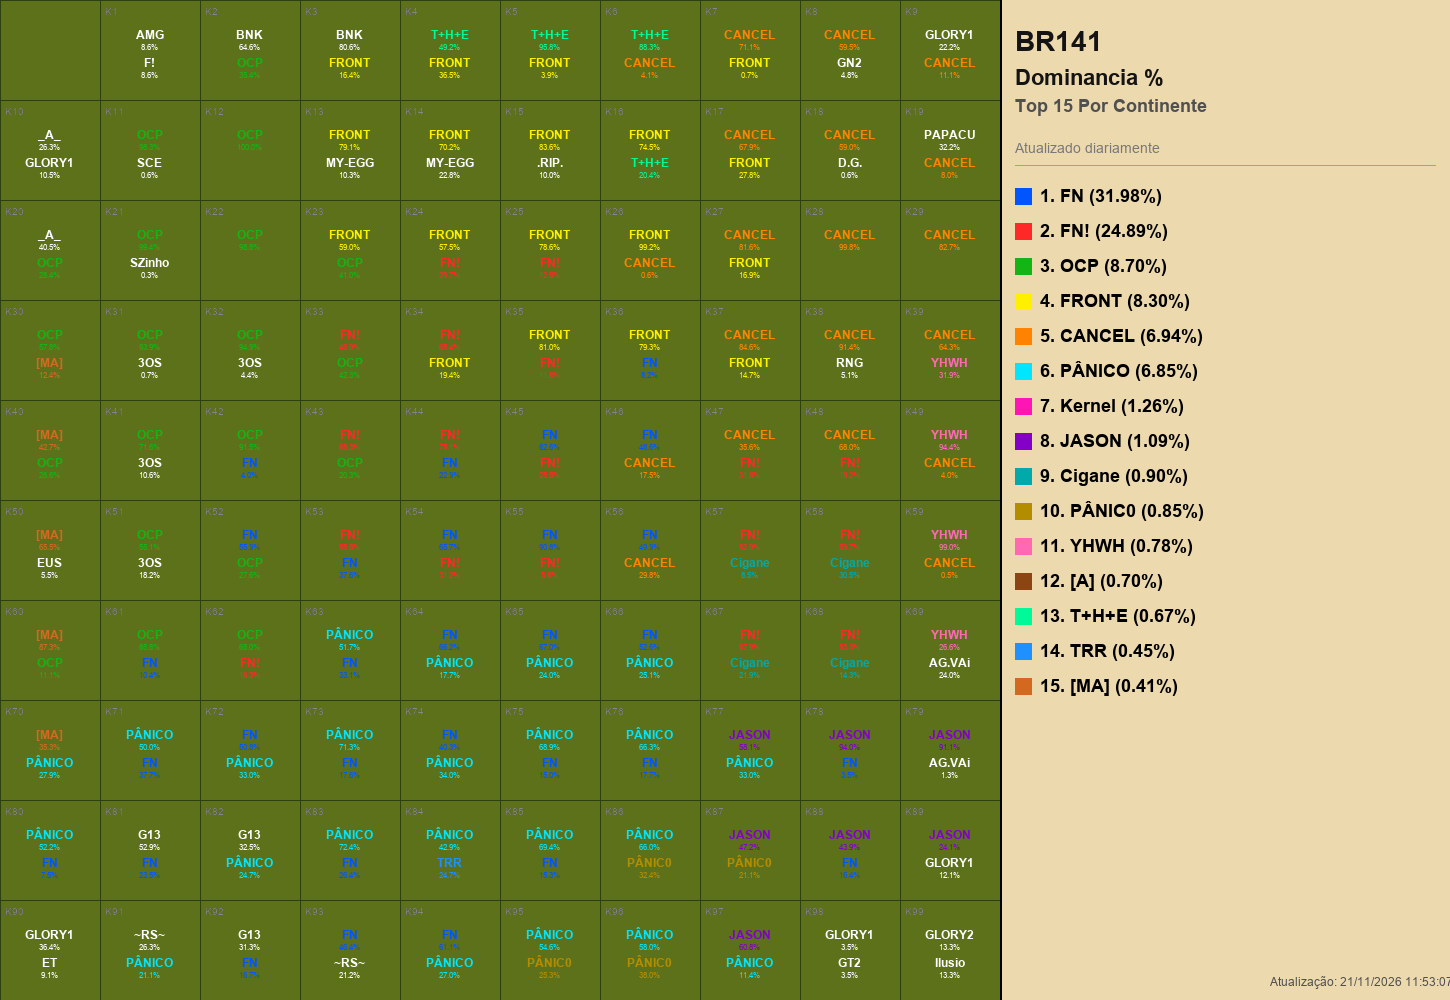 K1 K2 K3 K4 K5 K6 K7 K8 K9
AMG BNK BNK T+H+E T+H+E T+H+E CANCEL CANCEL GLORY1
8.6% 64.6% 80.6% 49.2% 95.8% 88.3% 71.1% 59.5% 22.2%
F! OCP FRONT FRONT FRONT CANCEL FRONT GN2 CANCEL
8.6% 16.4% 36.5% 3.9% 4.1% 0.7% 4.8% 11.1%
K10 K11 K12 K13 K14 K15 K16 K17 K18 K19
_A_ OCP OCP FRONT FRONT FRONT FRONT CANCEL CANCEL PAPACU
26.3% 100.0% 79.1% 70.2% 83.6% 74.5% 67.9% 59.0% 32.2%
GLORY1 SCE MY-EGG MY-EGG .RIP. T+H+E FRONT D.G. CANCEL
10.5% 0.6% 10.3% 22.8% 10.0% 20.4% 27.8% 0.6% 8.0%
K20 K21 K22 K23 K24 K25 K26 K27 K28 K29
_A_ OCP OCP FRONT FRONT FRONT FRONT CANCEL CANCEL CANCEL
40.5% 59.0% 57.5% 78.6% 99.2% 81.6% 99.8% 82.7%
OCP SZinho OCP FN! FN! CANCEL FRONT
0.3% 0.6% 16.9%
K30 K31 K32 K33 K34 K35 K36 K37 K38 K39
OCP OCP OCP FN! FN! FRONT FRONT CANCEL CANCEL CANCEL
81.0% 79.3% 84.6% 91.4% 64.3%
[MA] 3OS 3OS OCP FRONT FN! FN FRONT RNG YHWH
12.4% 0.7% 4.4% 19.4% 14.7% 5.1% 31.9%
K40 K41 K42 K43 K44 K45 K46 K47 K48 K49
[MA] OCP OCP FN! FN! FN FN CANCEL CANCEL YHWH
42.7% 35.6% 68.0% 94.4%
OCP 3OS FN OCP FN FN! CANCEL FN! FN! CANCEL
10.6% 17.5% 4.0%
K50 K51 K52 K53 K54 K55 K56 K57 K58 K59
[MA] OCP FN FN! FN FN FN FN! FN! YHWH
99.0%
EUS 3OS OCP FN FN! FN! CANCEL Cigane Cigane CANCEL
5.5% 18.2% 29.8% 0.5%
K60 K61 K62 K63 K64 K65 K66 K67 K68 K69
[MA] OCP OCP PÂNICO FN FN FN FN! FN! YHWH
87.3% 51.7% 26.6%
OCP FN FN! FN PÂNICO PÂNICO PÂNICO Cigane Cigane AG.VAi
17.7% 24.0% 25.1% 24.0%
K70 K71 K72 K73 K74 K75 K76 K77 K78 K79
[MA] PÂNICO FN PÂNICO FN PÂNICO PÂNICO JASON JASON JASON
50.0% 71.3% 68.9% 66.3%
PÂNICO FN PÂNICO FN PÂNICO FN FN PÂNICO FN AG.VAi
27.9% 33.0% 34.0% 33.0% 1.3%
K80 K81 K82 K83 K84 K85 K86 K87 K88 K89
PÂNICO G13 G13 PÂNICO PÂNICO PÂNICO PÂNICO JASON JASON JASON
52.2% 52.9% 32.5% 72.4% 42.9% 69.4% 66.0%
FN FN PÂNICO FN TRR FN PÂNIC0 PÂNIC0 FN GLORY1
24.7% 24.7% 32.4% 21.1% 12.1%
K90 K91 K92 K93 K94 K95 K96 K97 K98 K99
GLORY1 ~RS~ G13 FN FN PÂNICO PÂNICO JASON GLORY1 GLORY2
36.4% 26.3% 31.3% 54.6% 58.0% 3.5% 13.3%
ET PÂNICO FN ~RS~ PÂNICO PÂNIC0 PÂNIC0 PÂNICO GT2 Ilusio
9.1% 21.1% 21.2% 27.0% 11.4% 3.5% 13.3%
BR141
Dominancia %
Top 15 Por Continente
Atualizado diariamente
1. FN (31.98%)
2. FN! (24.89%)
3. OCP (8.70%)
4. FRONT (8.30%)
5. CANCEL (6.94%)
6. PÂNICO (6.85%)
7. Kernel (1.26%)
8. JASON (1.09%)
9. Cigane (0.90%)
10. PÂNIC0 (0.85%)
11. YHWH (0.78%)
12. [A] (0.70%)
13. T+H+E (0.67%)
14. TRR (0.45%)
15. [MA] (0.41%)
Atualização: 21/11/2026 11:53:07